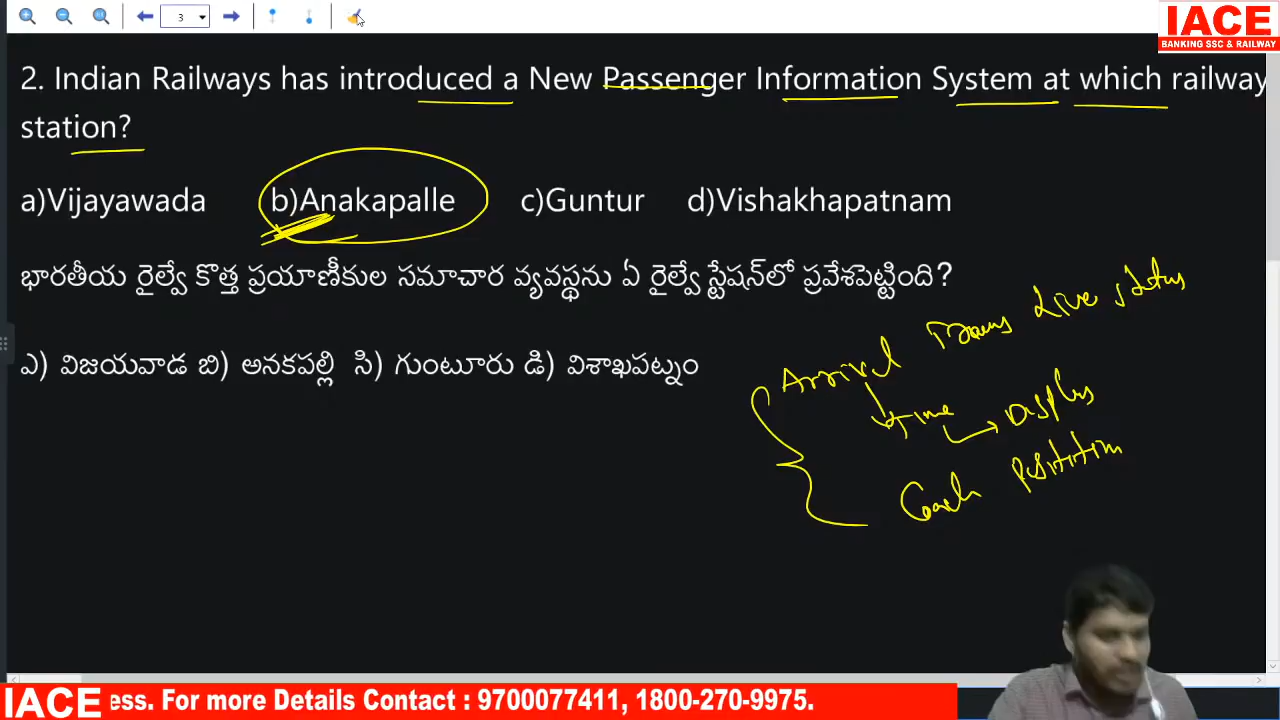 3
IACE
BANKING SSC & RAILWAY
2. Indian Railways has introduced a New Passenger Information System at which railway
station?
a)Vijayawada b)Anakapalle c)Guntur d)Vishakhapatnam
భారతీయ రైల్వే కొత్త ప్రయాణీకుల సమాచార వ్యవస్థను ఏ రైల్వే స్టేషన్‌లో ప్రవేశపెట్టింది?
ఎ) విజయవాడ బి) అనకపల్లి సి) గుంటూరు డి) విశాఖపట్నం
Arrival Trains Live status
Time Display
Coach
IACE ess. For more Details Contact : 9700077411, 1800-270-9975.